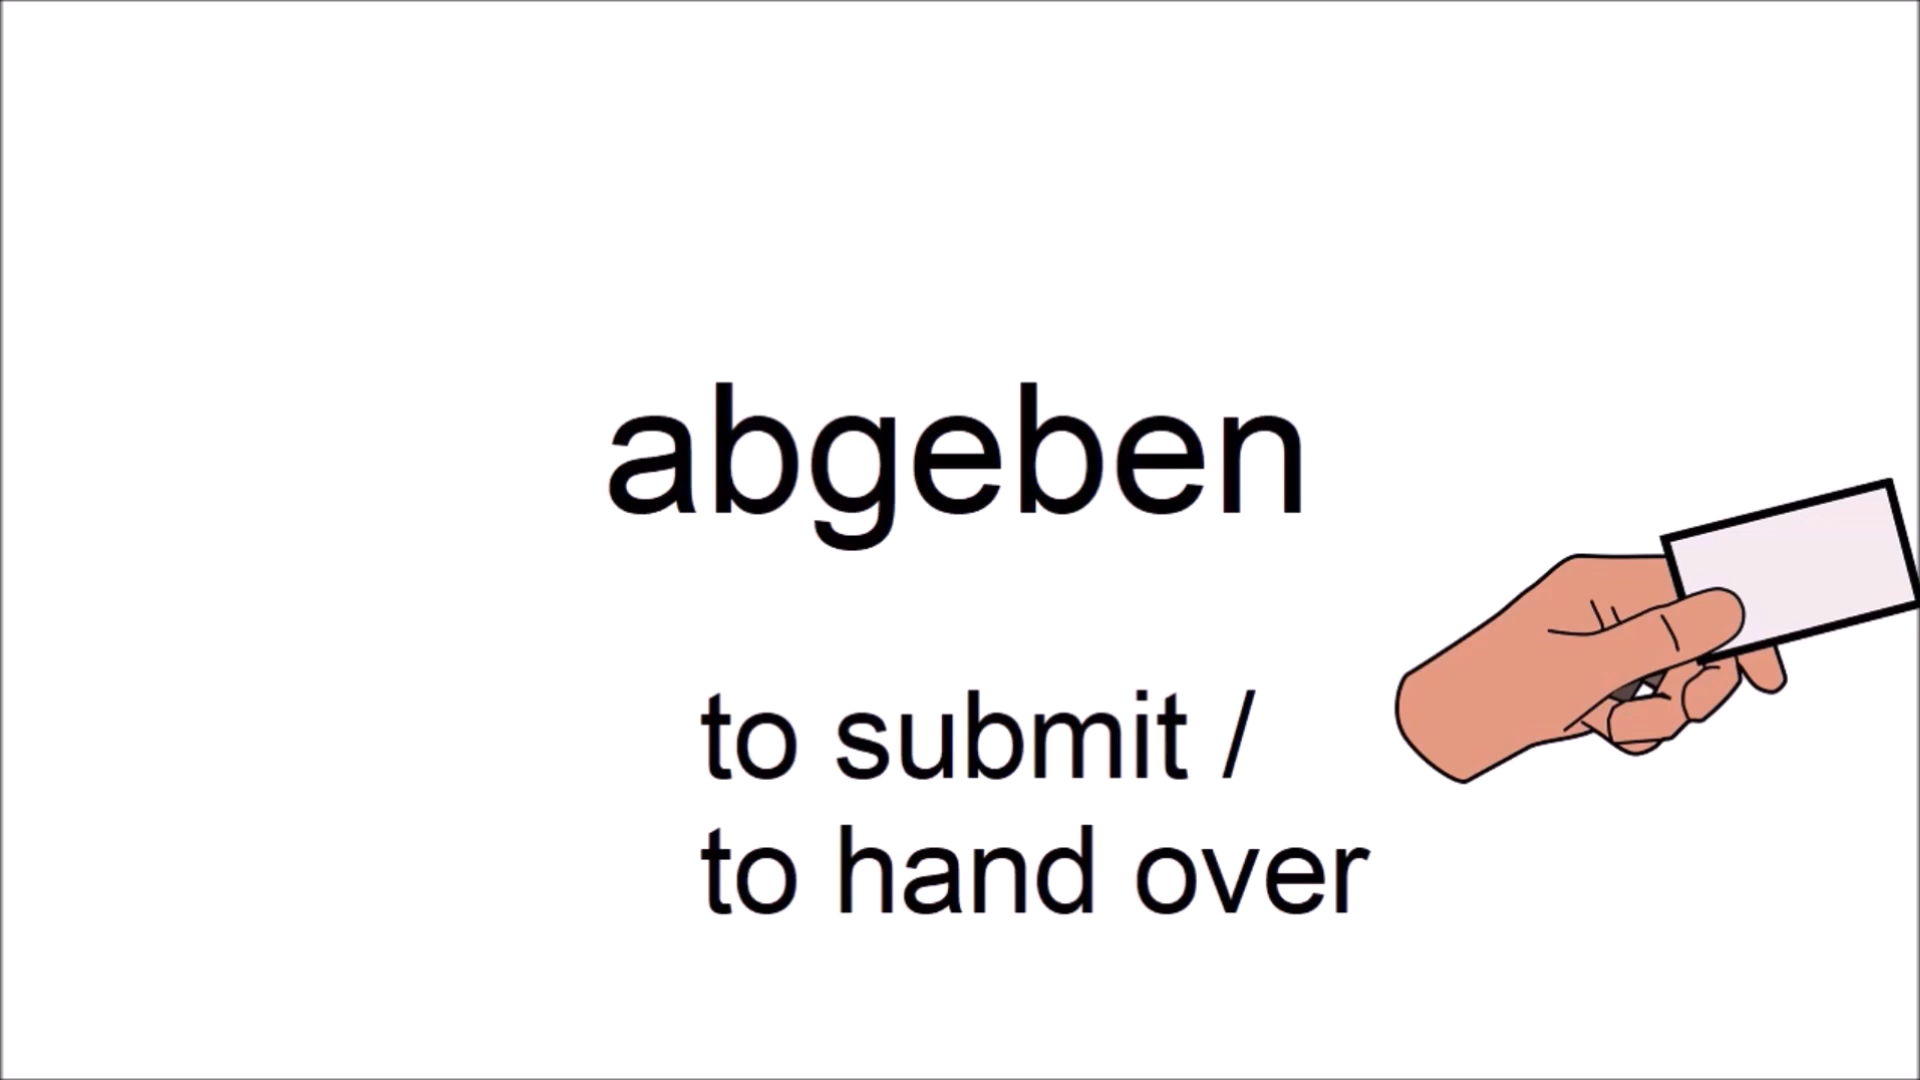 abgeben
to submit /
to hand over